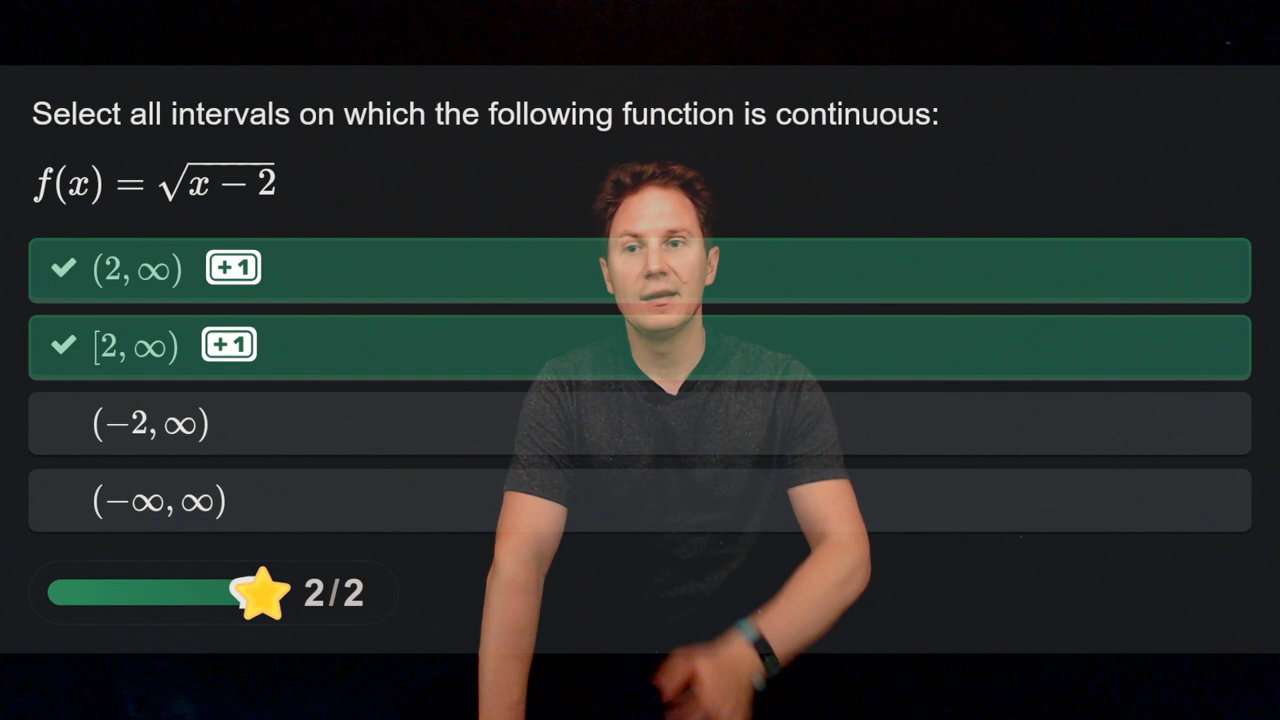 Select all intervals on which the following function is continuous:
f(x) = √(x − 2)
(2, ∞) +1
[2, ∞) +1
(−2, ∞)
(−∞, ∞)
2/2